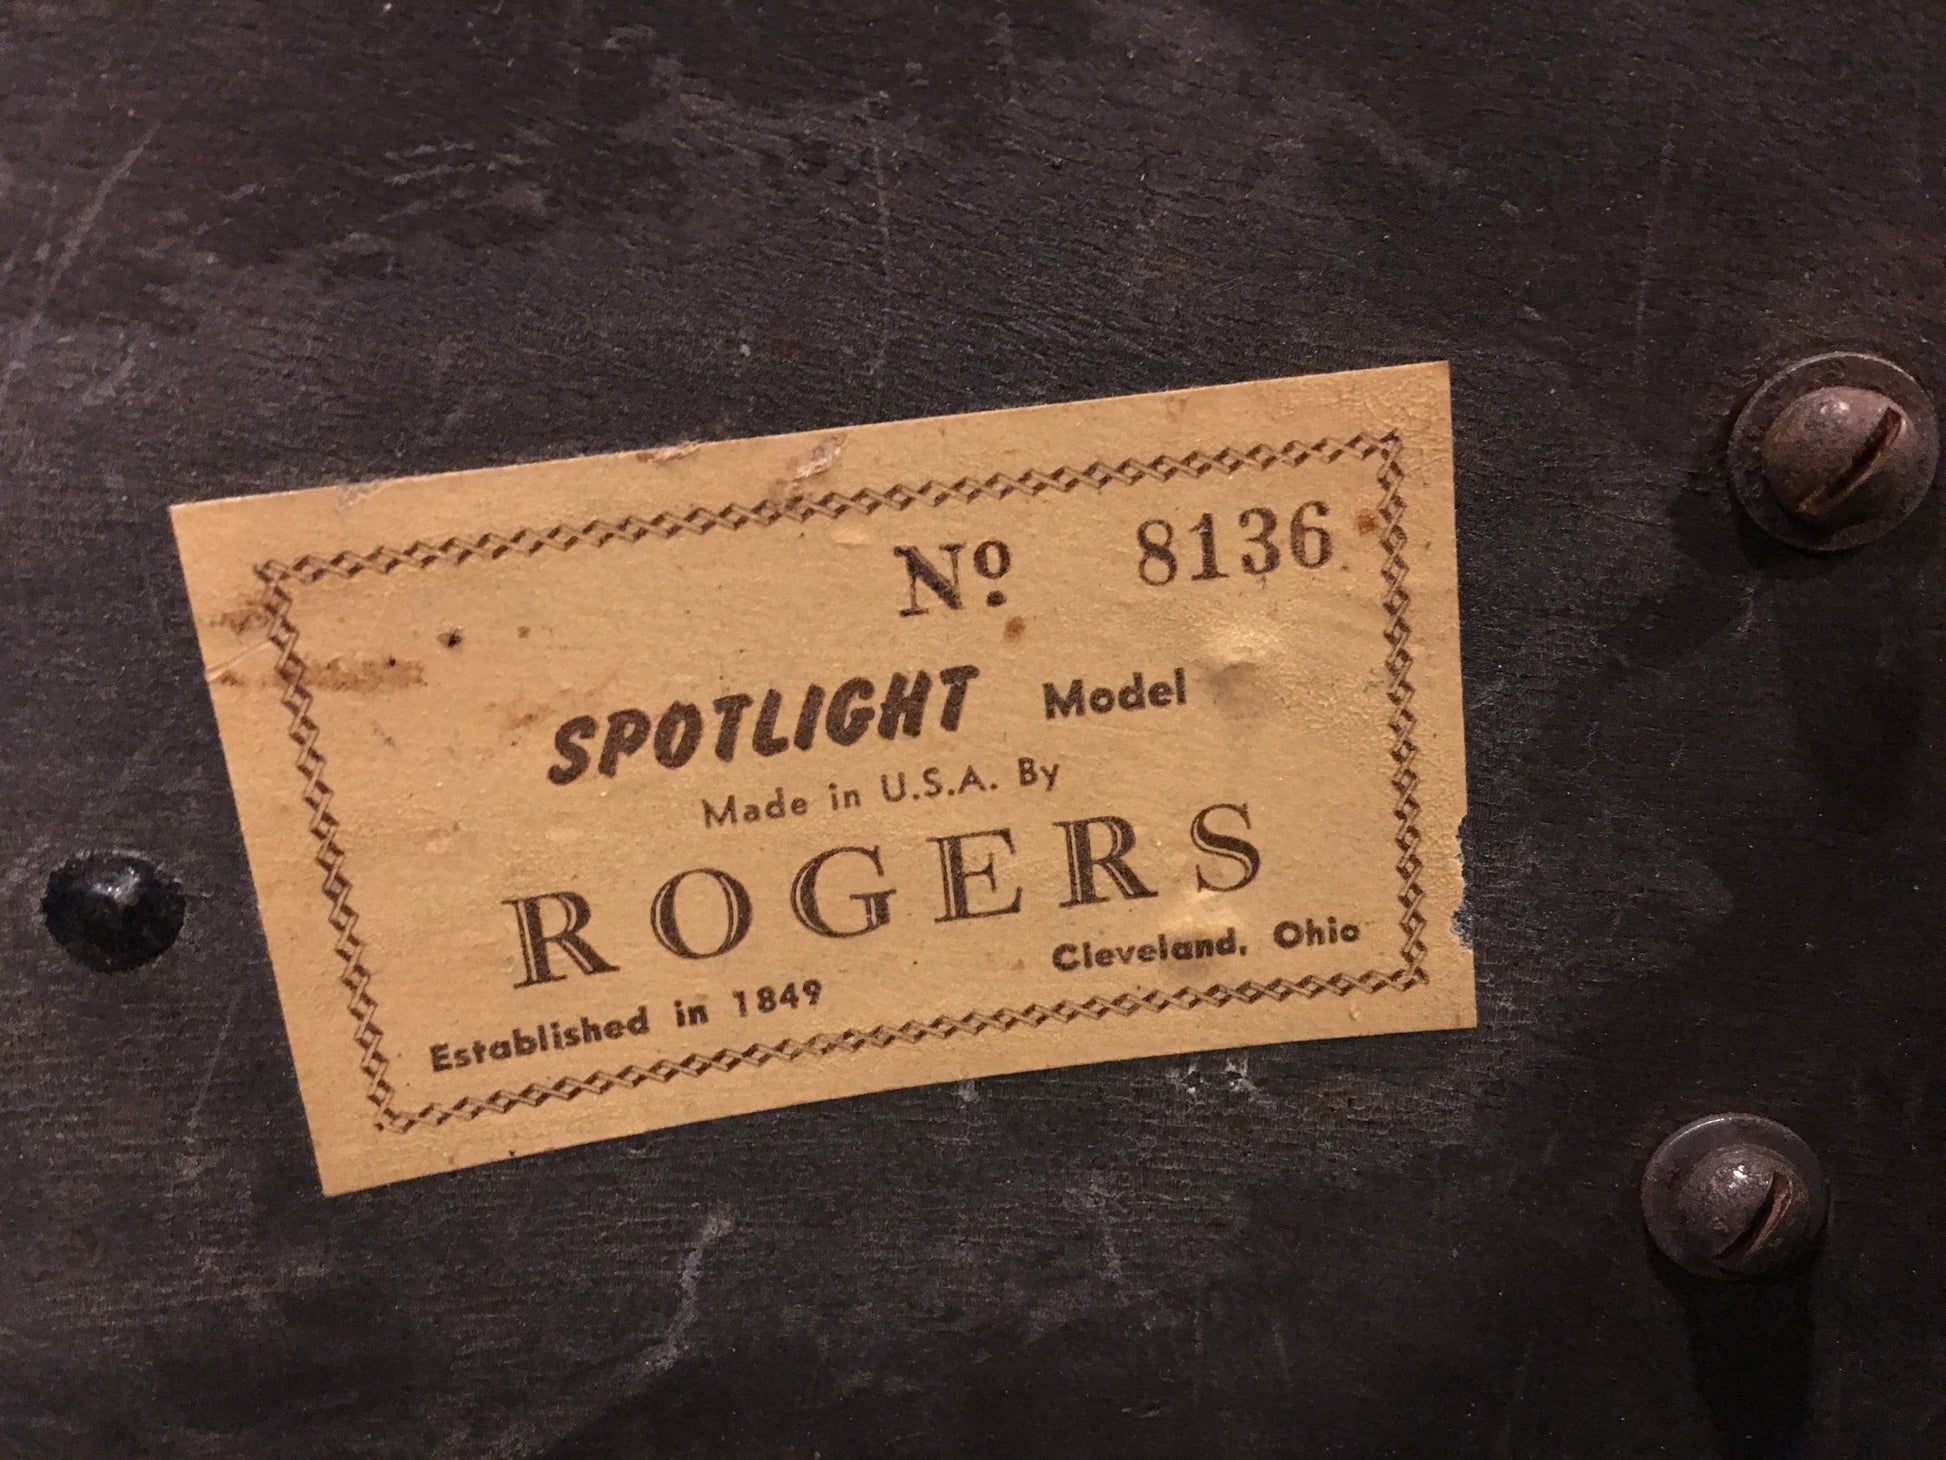 Nº 8136
SPOTLIGHT Model
Made in U.S.A. By
ROGERS
Established in 1849 Cleveland, Ohio